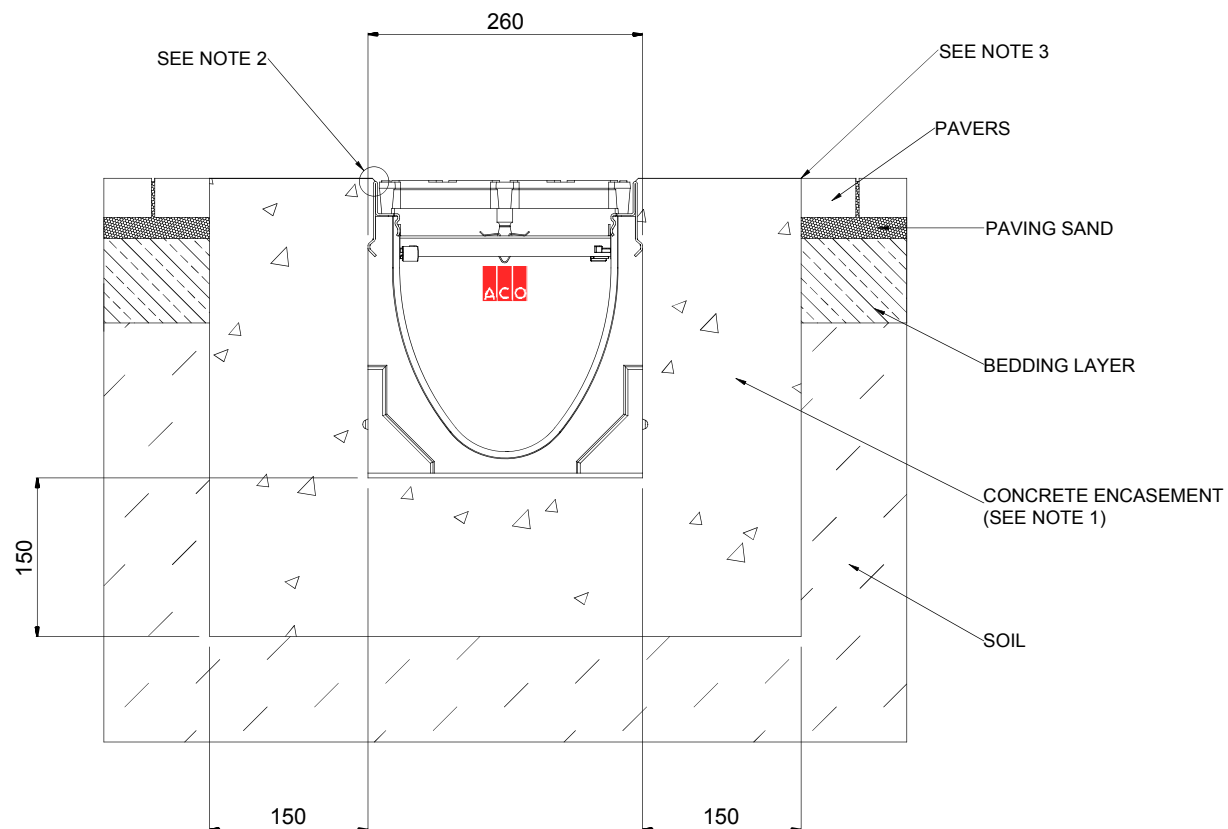 260
SEE NOTE 2
SEE NOTE 3
PAVERS
PAVING SAND
ACO
BEDDING LAYER
CONCRETE ENCASEMENT
(SEE NOTE 1)
150
SOIL
150
150